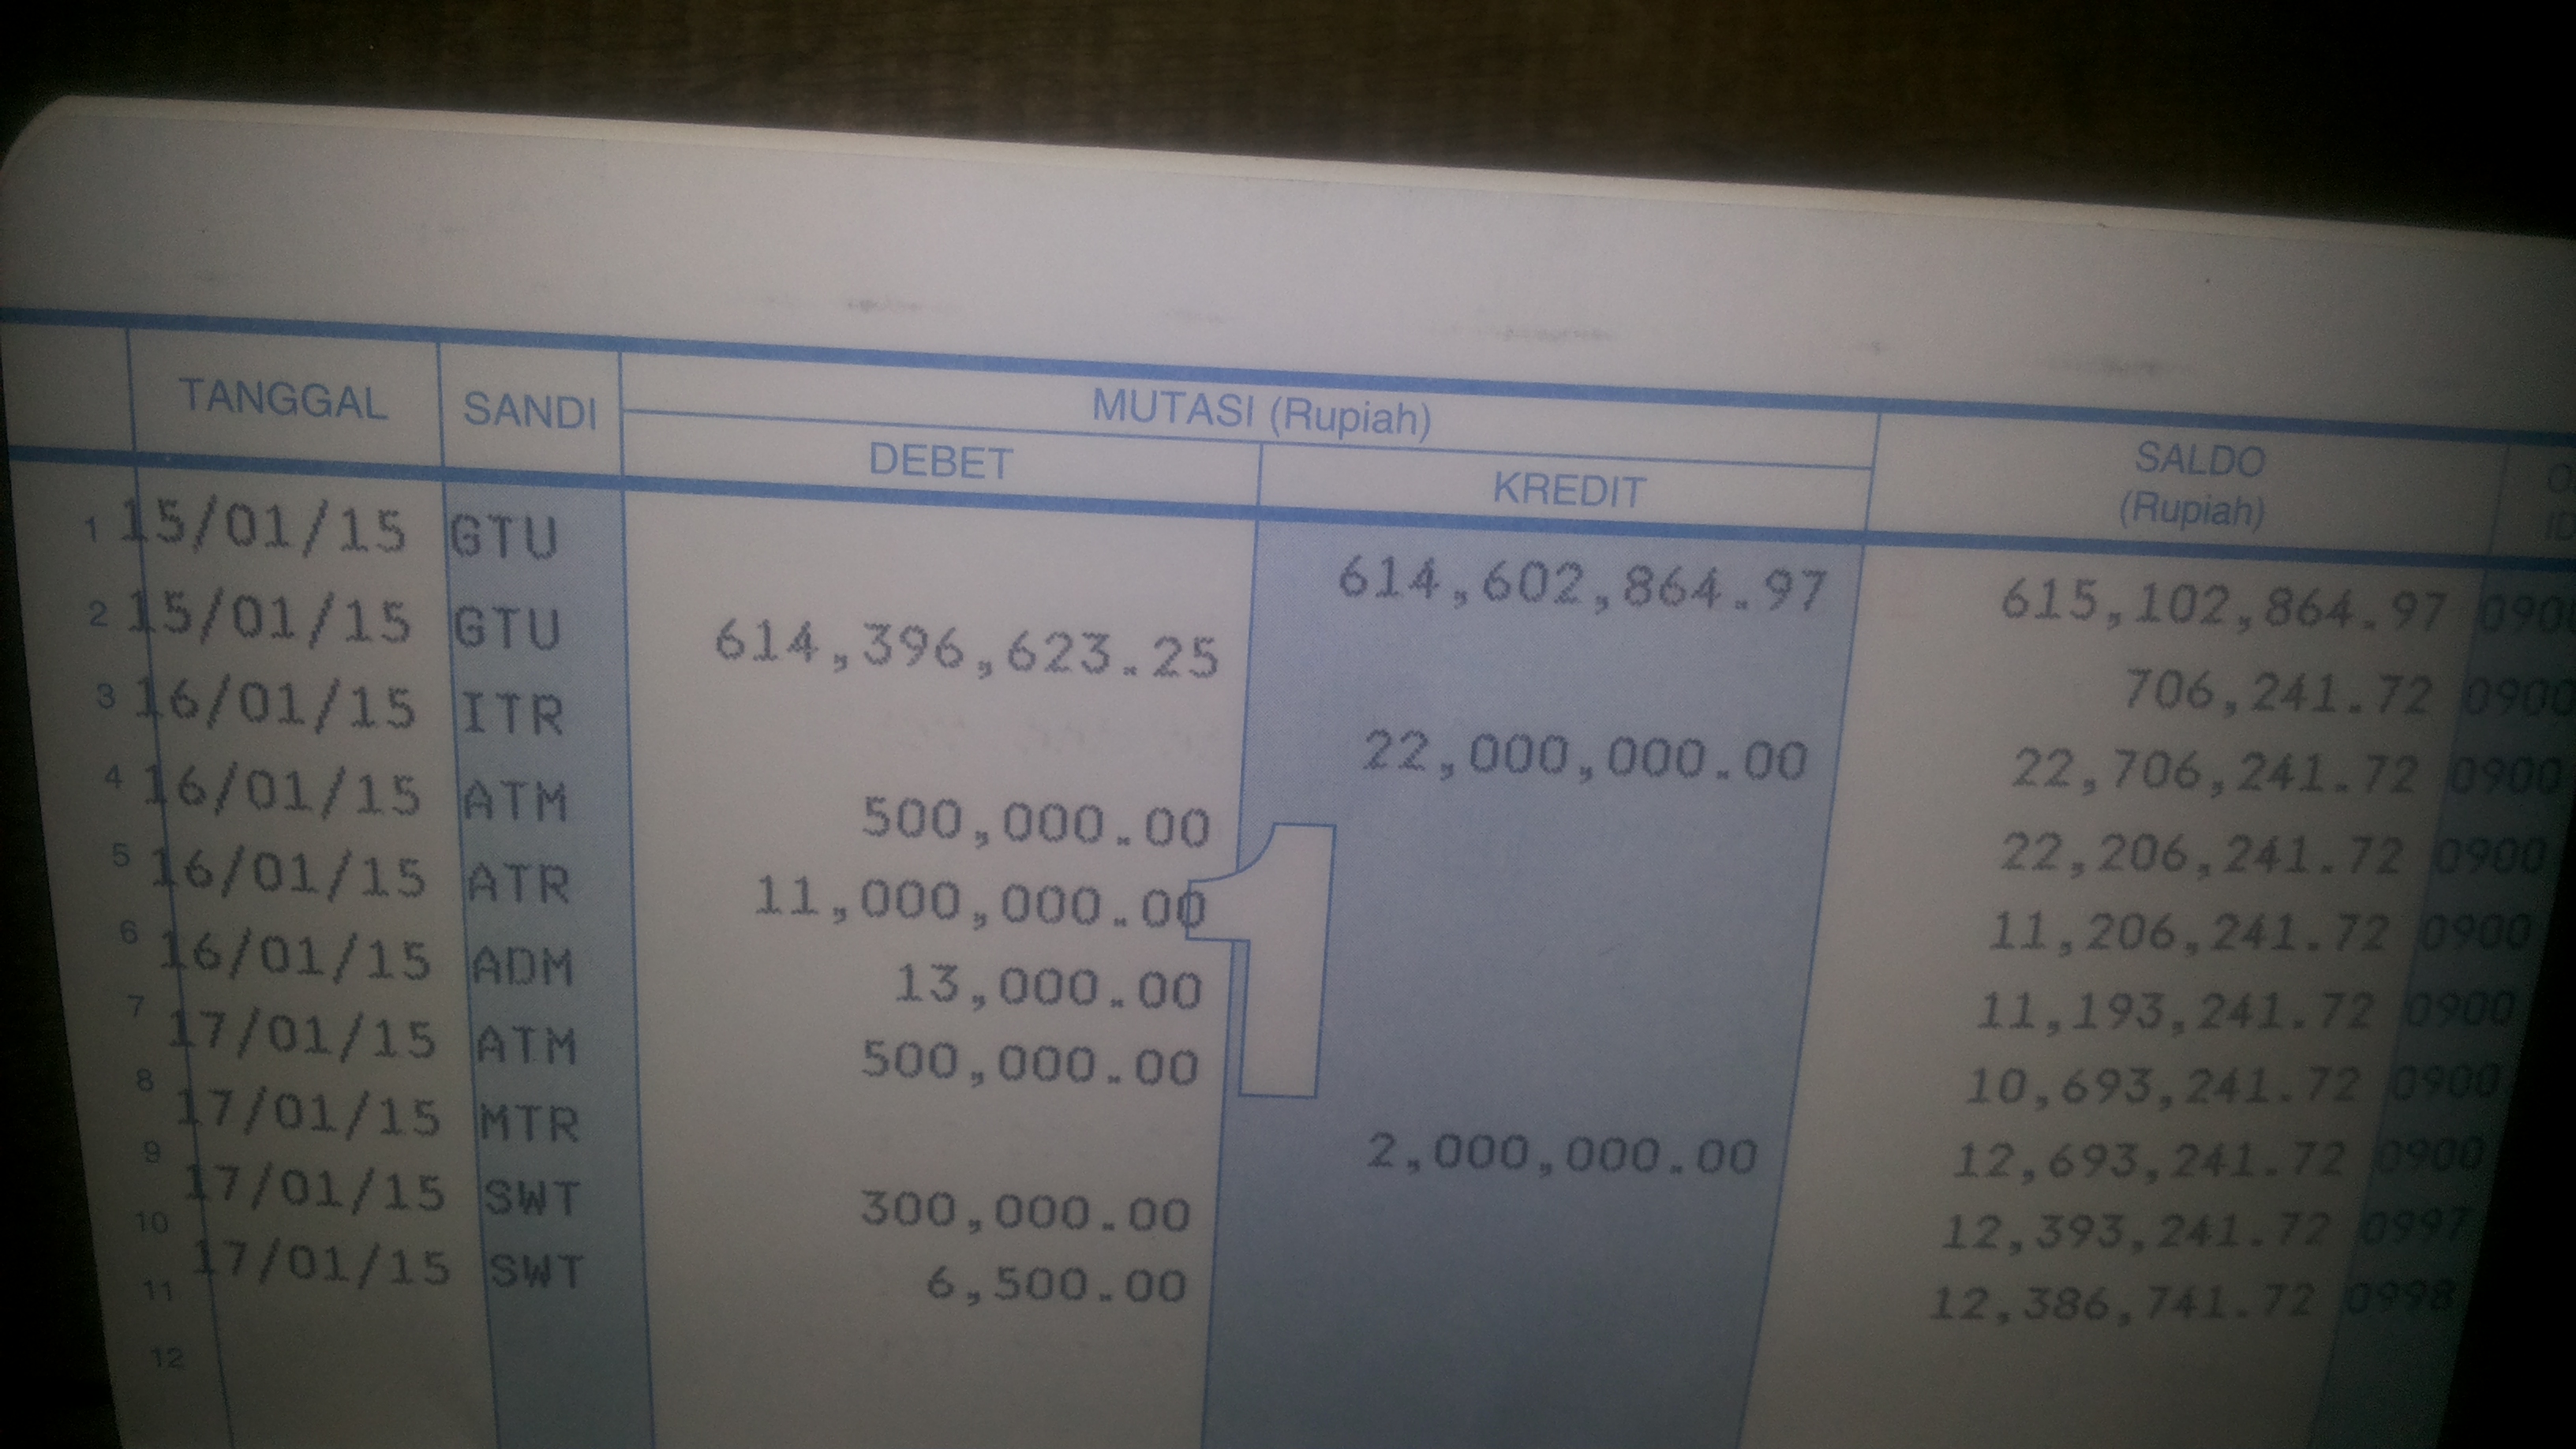 TANGGAL SANDI MUTASI (Rupiah) SALDO (Rupiah)
DEBET KREDIT
1 15/01/15 GTU 614,602,864.97 615,102,864.97 0900
2 15/01/15 GTU 614,396,623.25 706,241.72 0900
3 16/01/15 ITR 22,000,000.00 22,706,241.72 0900
4 16/01/15 ATM 500,000.00 22,206,241.72 0900
5 16/01/15 ATR 11,000,000.00 11,206,241.72 0900
6 16/01/15 ADM 13,000.00 11,193,241.72 0900
7 17/01/15 ATM 500,000.00 10,693,241.72 0900
8 17/01/15 MTR 2,000,000.00 12,693,241.72 0900
9 17/01/15 SWT 300,000.00 12,393,241.72 0997
10 17/01/15 SWT 6,500.00 12,386,741.72 0998
11
12